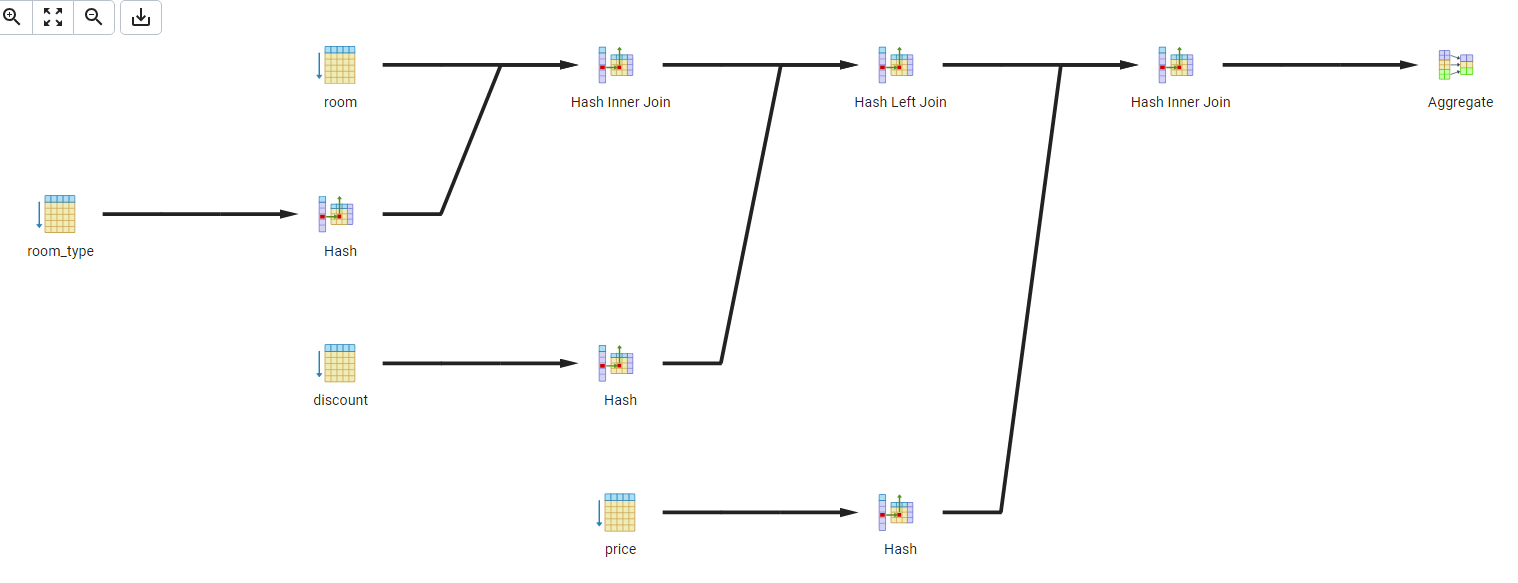 room
Hash Inner Join
Hash Left Join
Hash Inner Join
Aggregate
room_type
Hash
discount
Hash
price
Hash